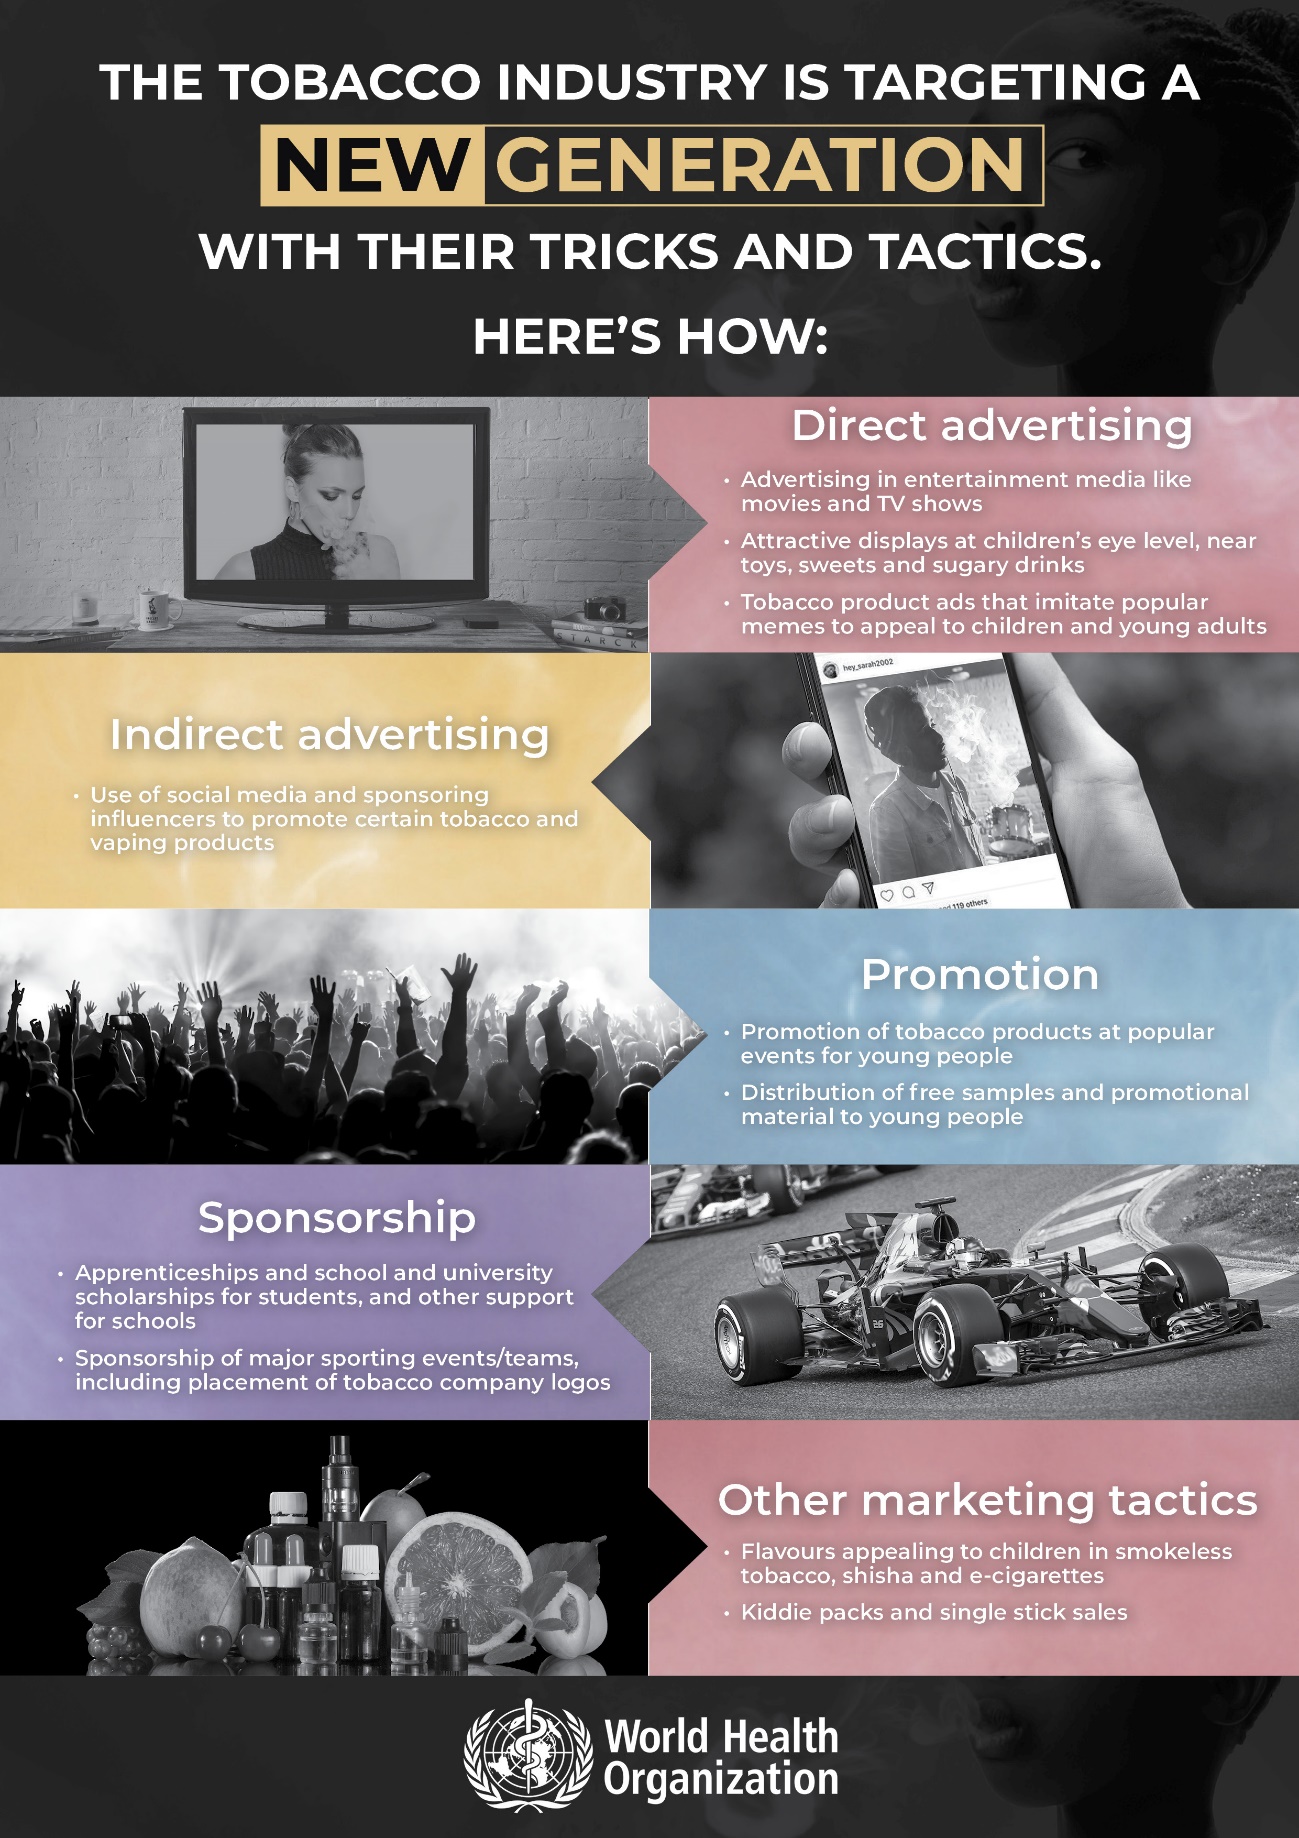 THE TOBACCO INDUSTRY IS TARGETING A
NEW GENERATION
WITH THEIR TRICKS AND TACTICS.
HERE'S HOW:
STARCK
Direct advertising
• Advertising in entertainment media like
movies and TV shows
• Attractive displays at children's eye level, near
toys, sweets and sugary drinks
• Tobacco product ads that imitate popular
memes to appeal to children and young adults
Indirect advertising
• Use of social media and sponsoring
influencers to promote certain tobacco and
vaping products
hey_sarah2002
119 others
Promotion
• Promotion of tobacco products at popular
events for young people
• Distribution of free samples and promotional
material to young people
Sponsorship
• Apprenticeships and school and university
scholarships for students, and other support
for schools
• Sponsorship of major sporting events/teams,
including placement of tobacco company logos
26
Other marketing tactics
• Flavours appealing to children in smokeless
tobacco, shisha and e-cigarettes
• Kiddie packs and single stick sales
World Health
Organization